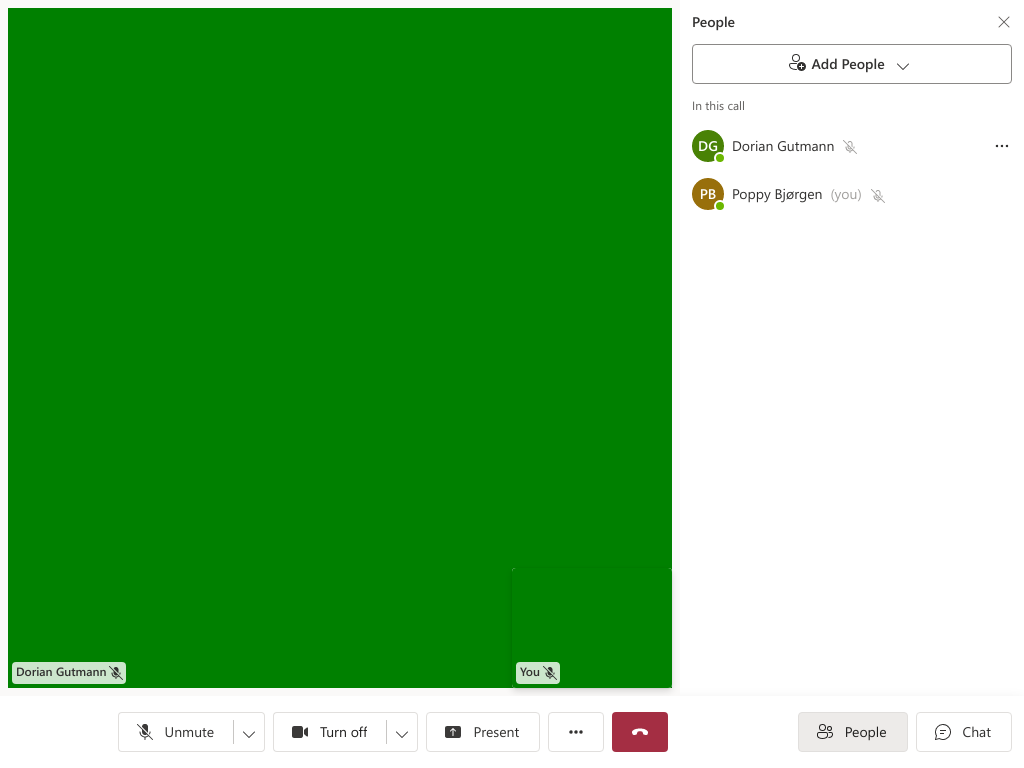 People
Add People
In this call
DG Dorian Gutmann
PB Poppy Bjørgen (you)
Dorian Gutmann
You
Unmute
Turn off
Present
People
Chat